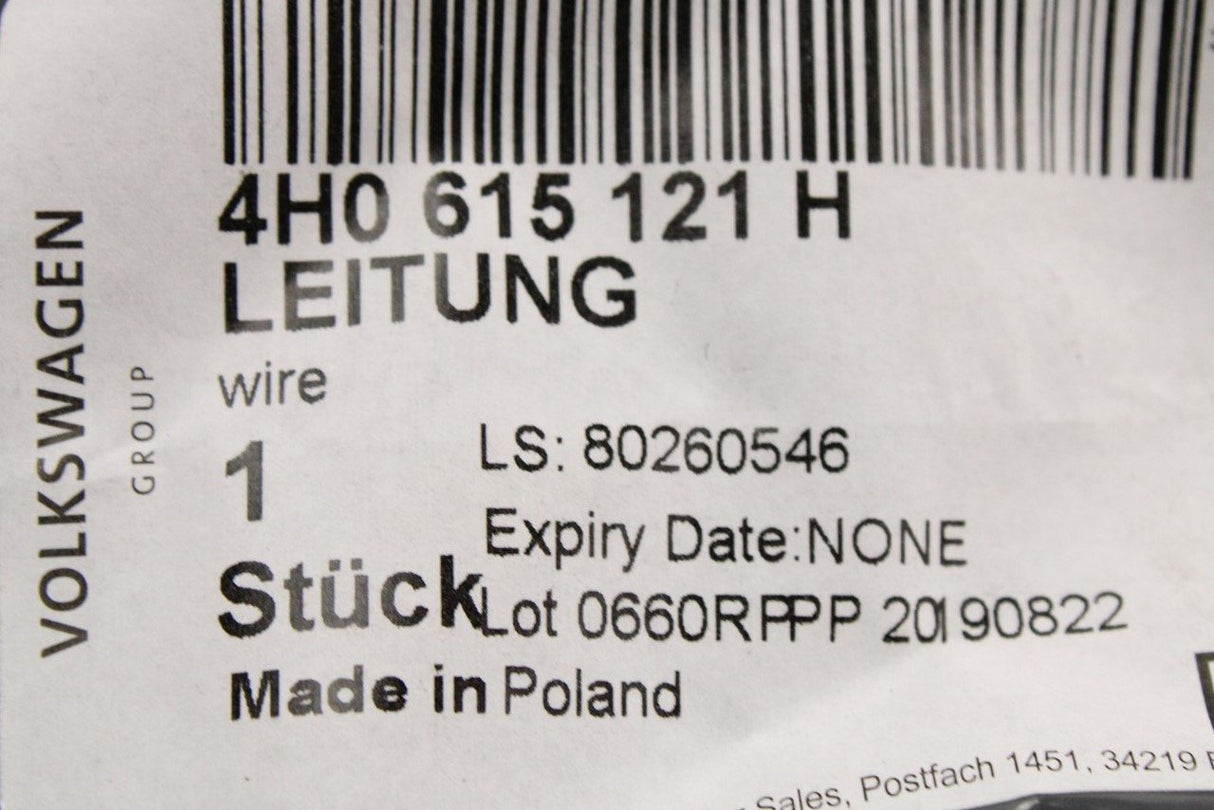 4H0 615 121 H
LEITUNG
wire
1
Stück
LS: 80260546
Expiry Date:NONE
Lot 0660RPPP 20190822
Made in Poland
VOLKSWAGEN
GROUP
Sales, Postfach 1451, 34219